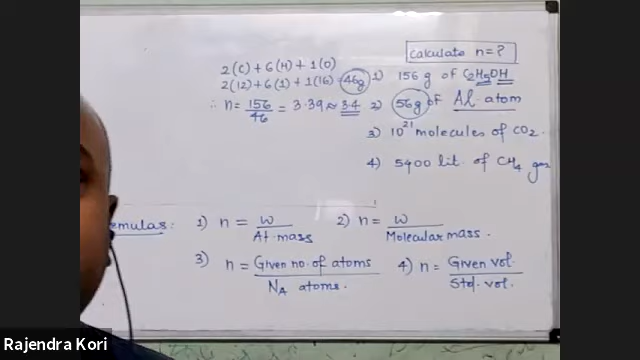 calculate n = ?
2(C) + 6(H) + 1(O)
2(12) + 6(1) + 1(16) = 46g
∴ n = 156/46 = 3.39 ≈ 3.4
1) 156 g of C2H5OH
2) 56g of Al atom
3) 10^21 molecules of CO2.
4) 5400 lit. of CH4 gas
emulas:
1) n = W/At. mass
2) n = W/Molecular mass.
3) n = Given no. of atoms/NA atoms.
4) n = Given vol./Std. vol.
Rajendra Kori